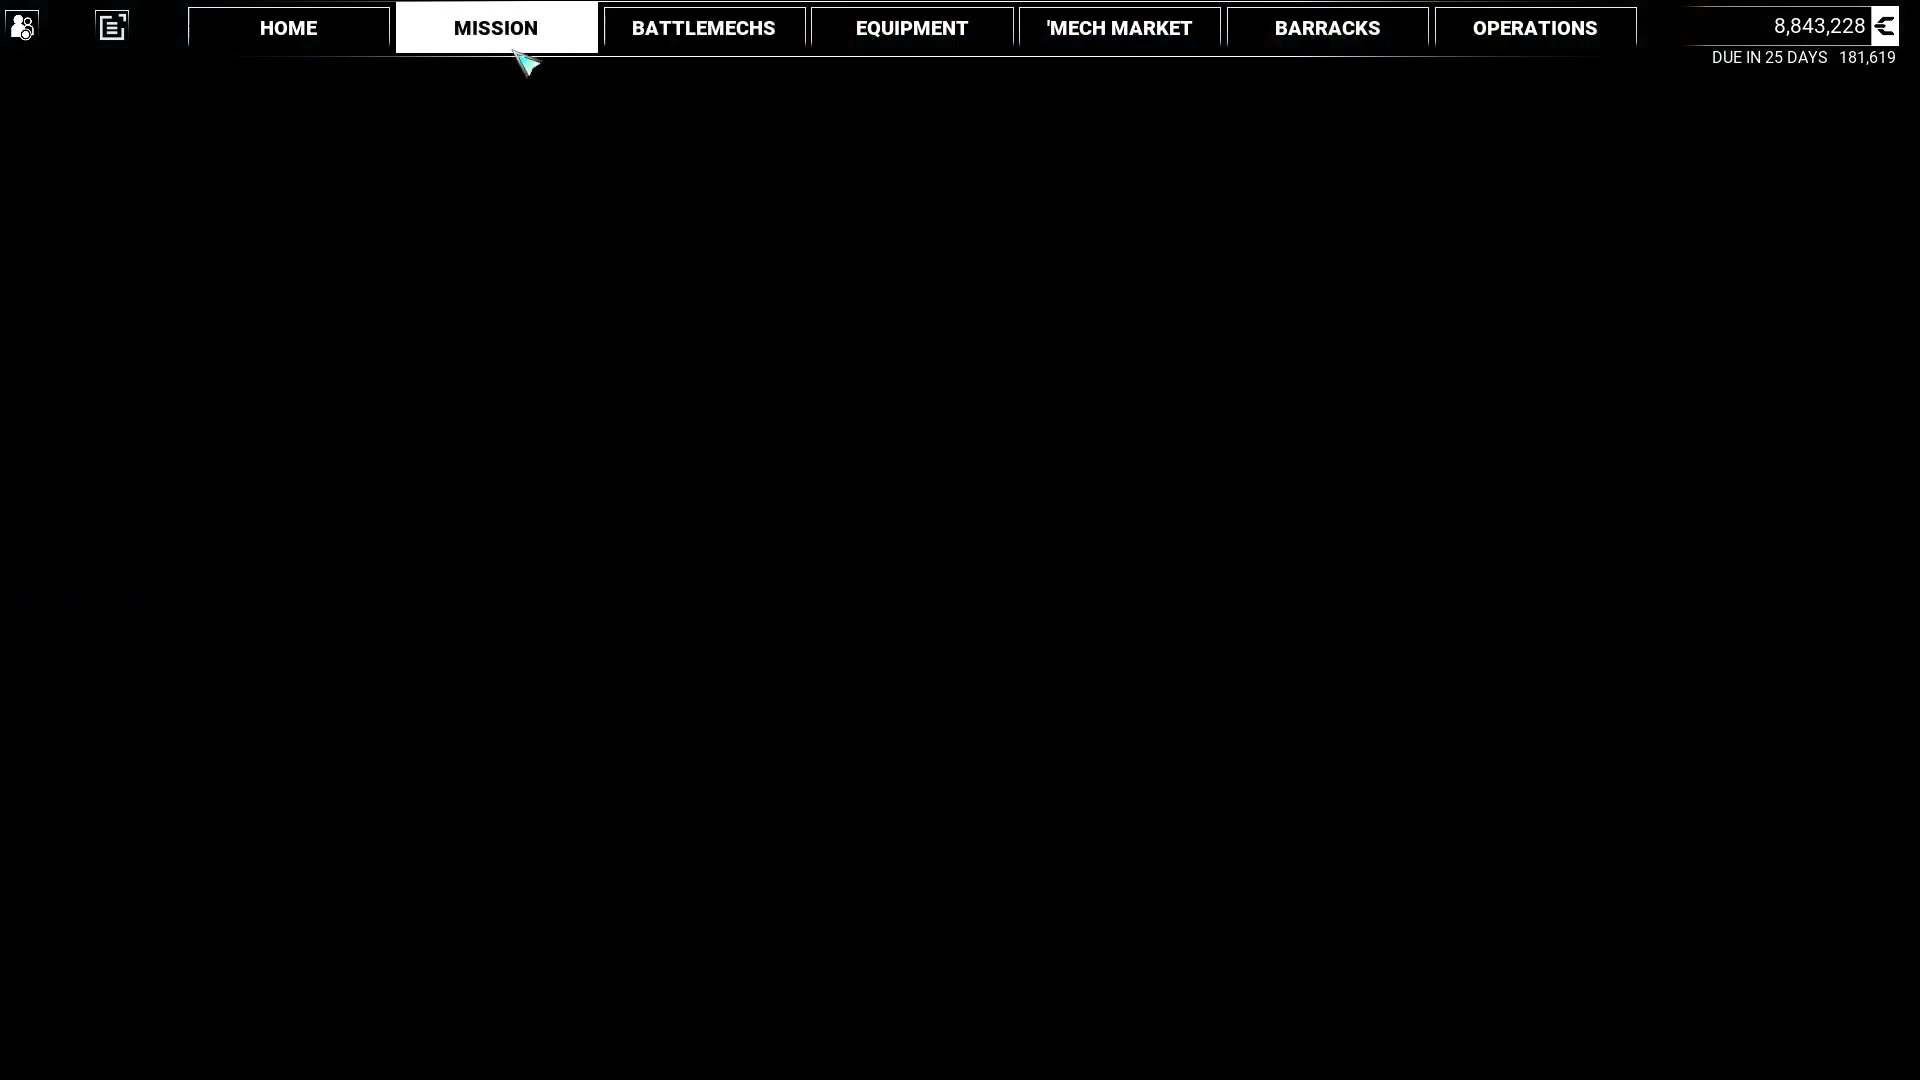 HOME
MISSION
BATTLEMECHS
EQUIPMENT
'MECH MARKET
BARRACKS
OPERATIONS
8,843,228
DUE IN 25 DAYS 181,619